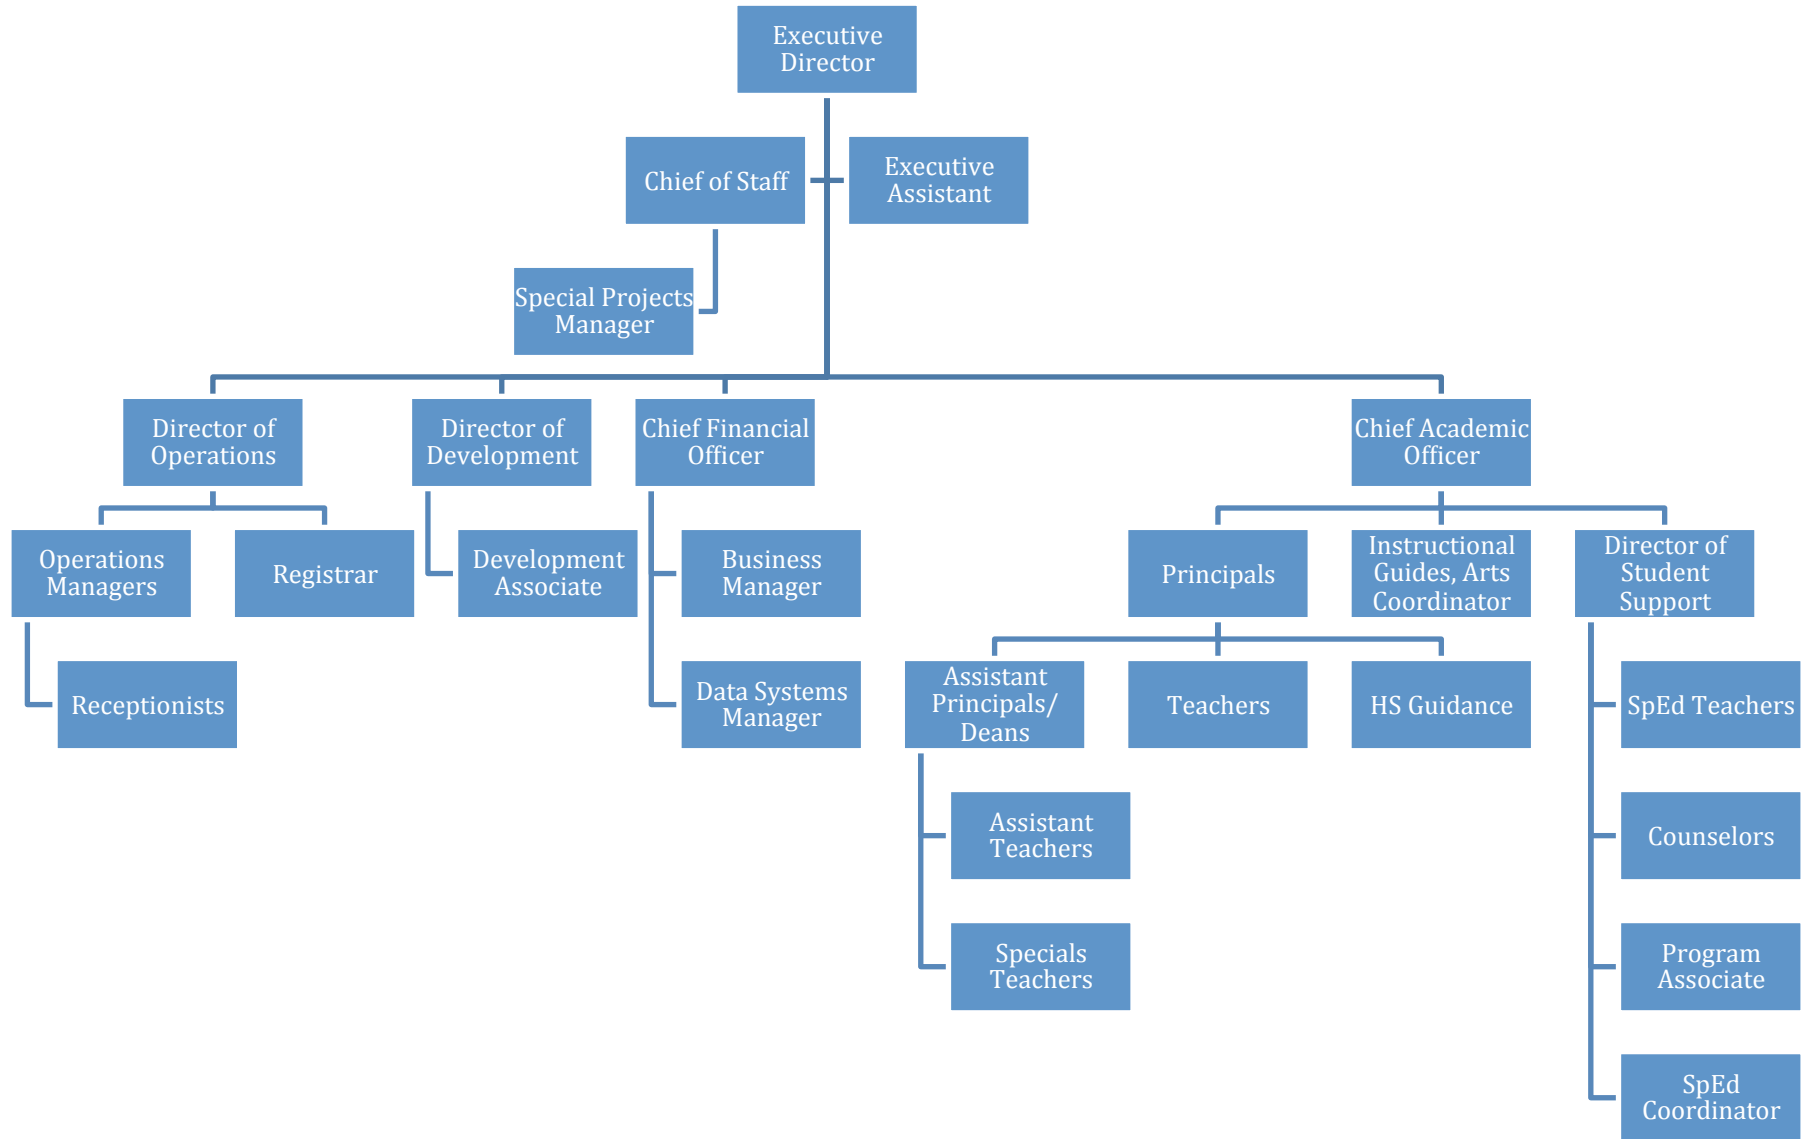 Executive
Director
Chief of Staff
Executive
Assistant
Special Projects
Manager
Director of
Operations
Director of
Development
Chief Financial
Officer
Chief Academic
Officer
Operations
Managers
Registrar
Development
Associate
Business
Manager
Principals
Instructional
Guides, Arts
Coordinator
Director of
Student
Support
Receptionists
Data Systems
Manager
Assistant
Principals/
Deans
Teachers
HS Guidance
SpEd Teachers
Assistant
Teachers
Counselors
Specials
Teachers
Program
Associate
SpEd
Coordinator